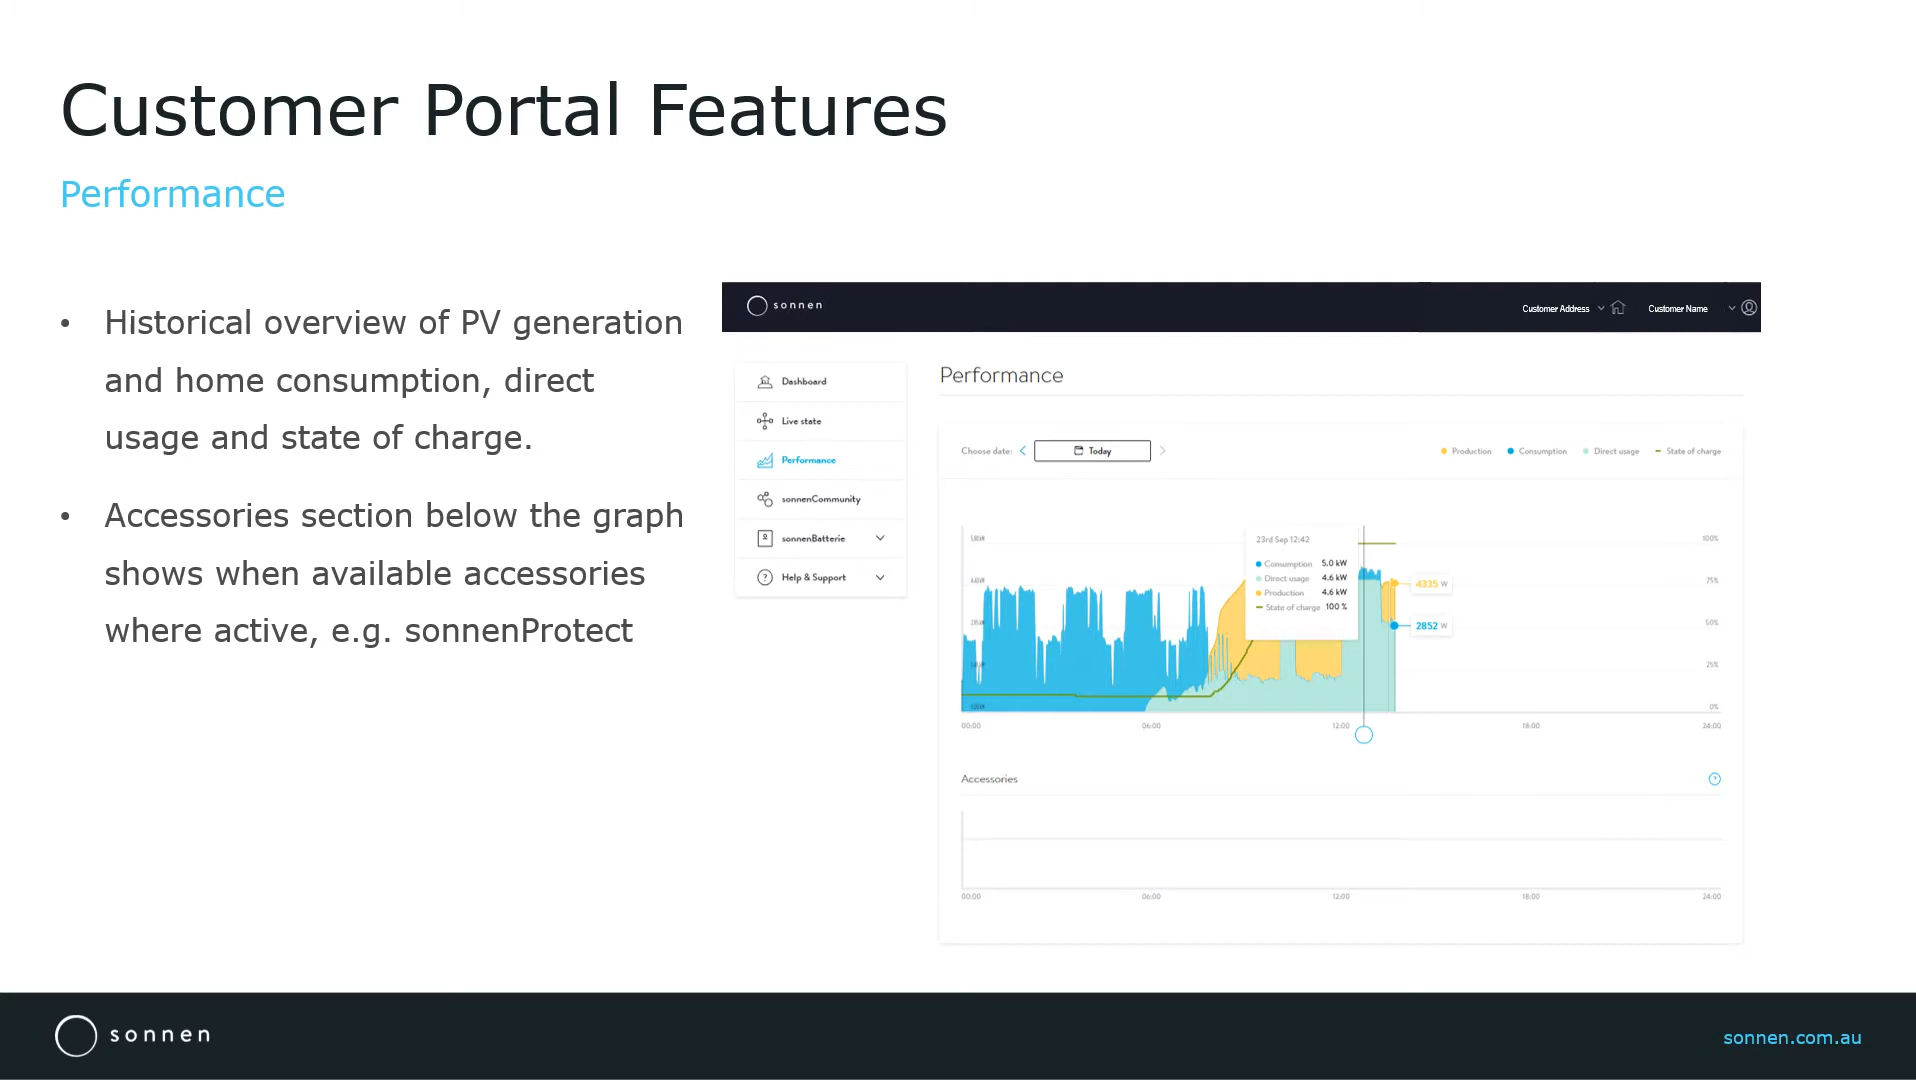 Customer Portal Features
Performance
• Historical overview of PV generation
and home consumption, direct
usage and state of charge.
• Accessories section below the graph
shows when available accessories
where active, e.g. sonnenProtect
sonnen
Customer Address
Customer Name
Dashboard
Live state
Performance
sonnenCommunity
sonnenBatterie
Help & Support
Performance
Choose date:
Today
Production
Consumption
Direct usage
State of charge
100%
75%
50%
25%
0%
23rd Sep 12:42
Consumption 5.0 kW
Direct usage 4.6 kW
Production 4.6 kW
State of charge 100 %
4335 W
2852 W
00:00 06:00 12:00 18:00 24:00
Accessories
?
00:00 06:00 12:00 18:00 24:00
sonnen
sonnen.com.au